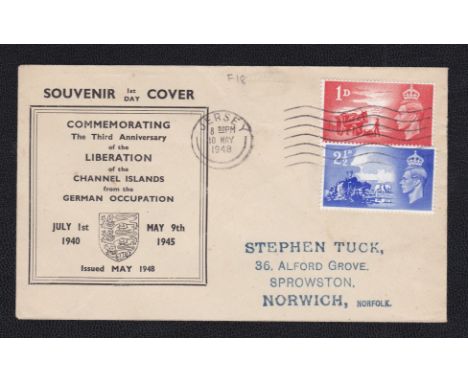 F18
SOUVENIR 1st DAY COVER
COMMEMORATING
The Third Anniversary
of the
LIBERATION
of the
CHANNEL ISLANDS
from the
GERMAN OCCUPATION
JULY 1st MAY 9th
1940 1945
Issued MAY 1948
JERSEY
10 MAY
1948
1D
2½D
STEPHEN TUCK,
36, ALFORD GROVE,
SPROWSTON,
NORWICH, NORFOLK.